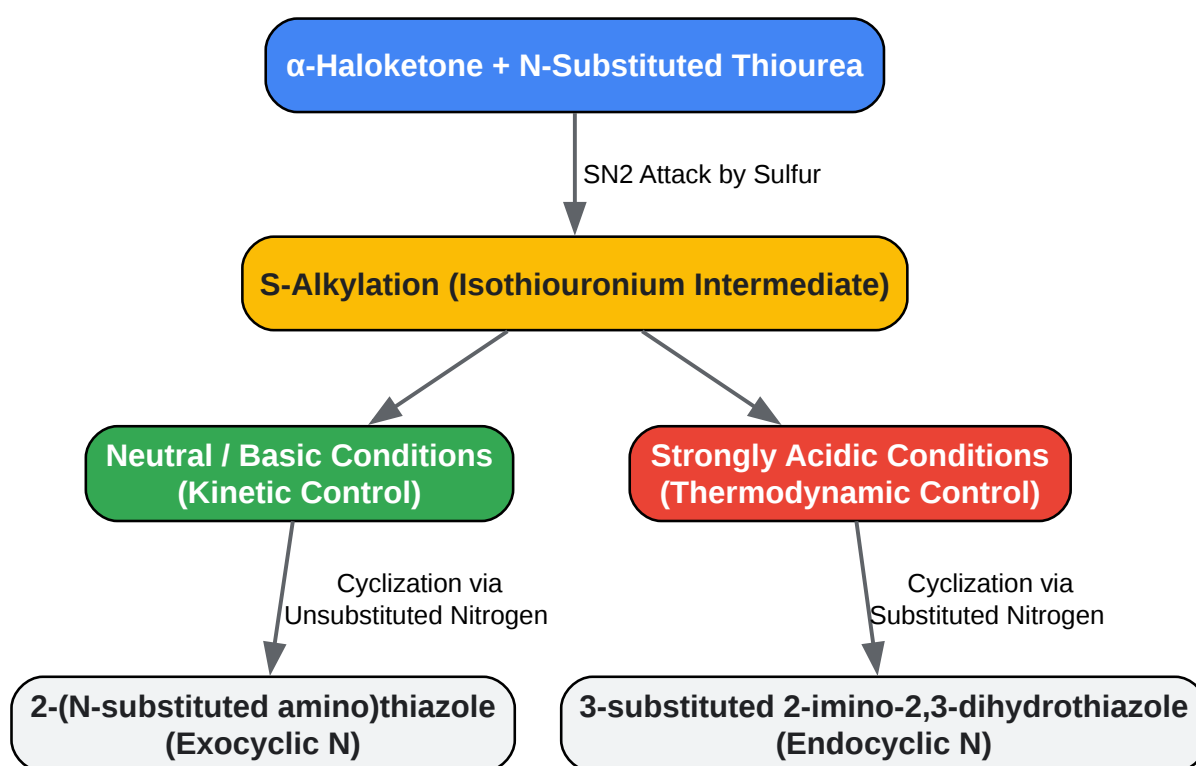 α-Haloketone + N-Substituted Thiourea
SN2 Attack by Sulfur
S-Alkylation (Isothiouronium Intermediate)
Neutral / Basic Conditions
(Kinetic Control)
Strongly Acidic Conditions
(Thermodynamic Control)
Cyclization via
Unsubstituted Nitrogen
Cyclization via
Substituted Nitrogen
2-(N-substituted amino)thiazole
(Exocyclic N)
3-substituted 2-imino-2,3-dihydrothiazole
(Endocyclic N)